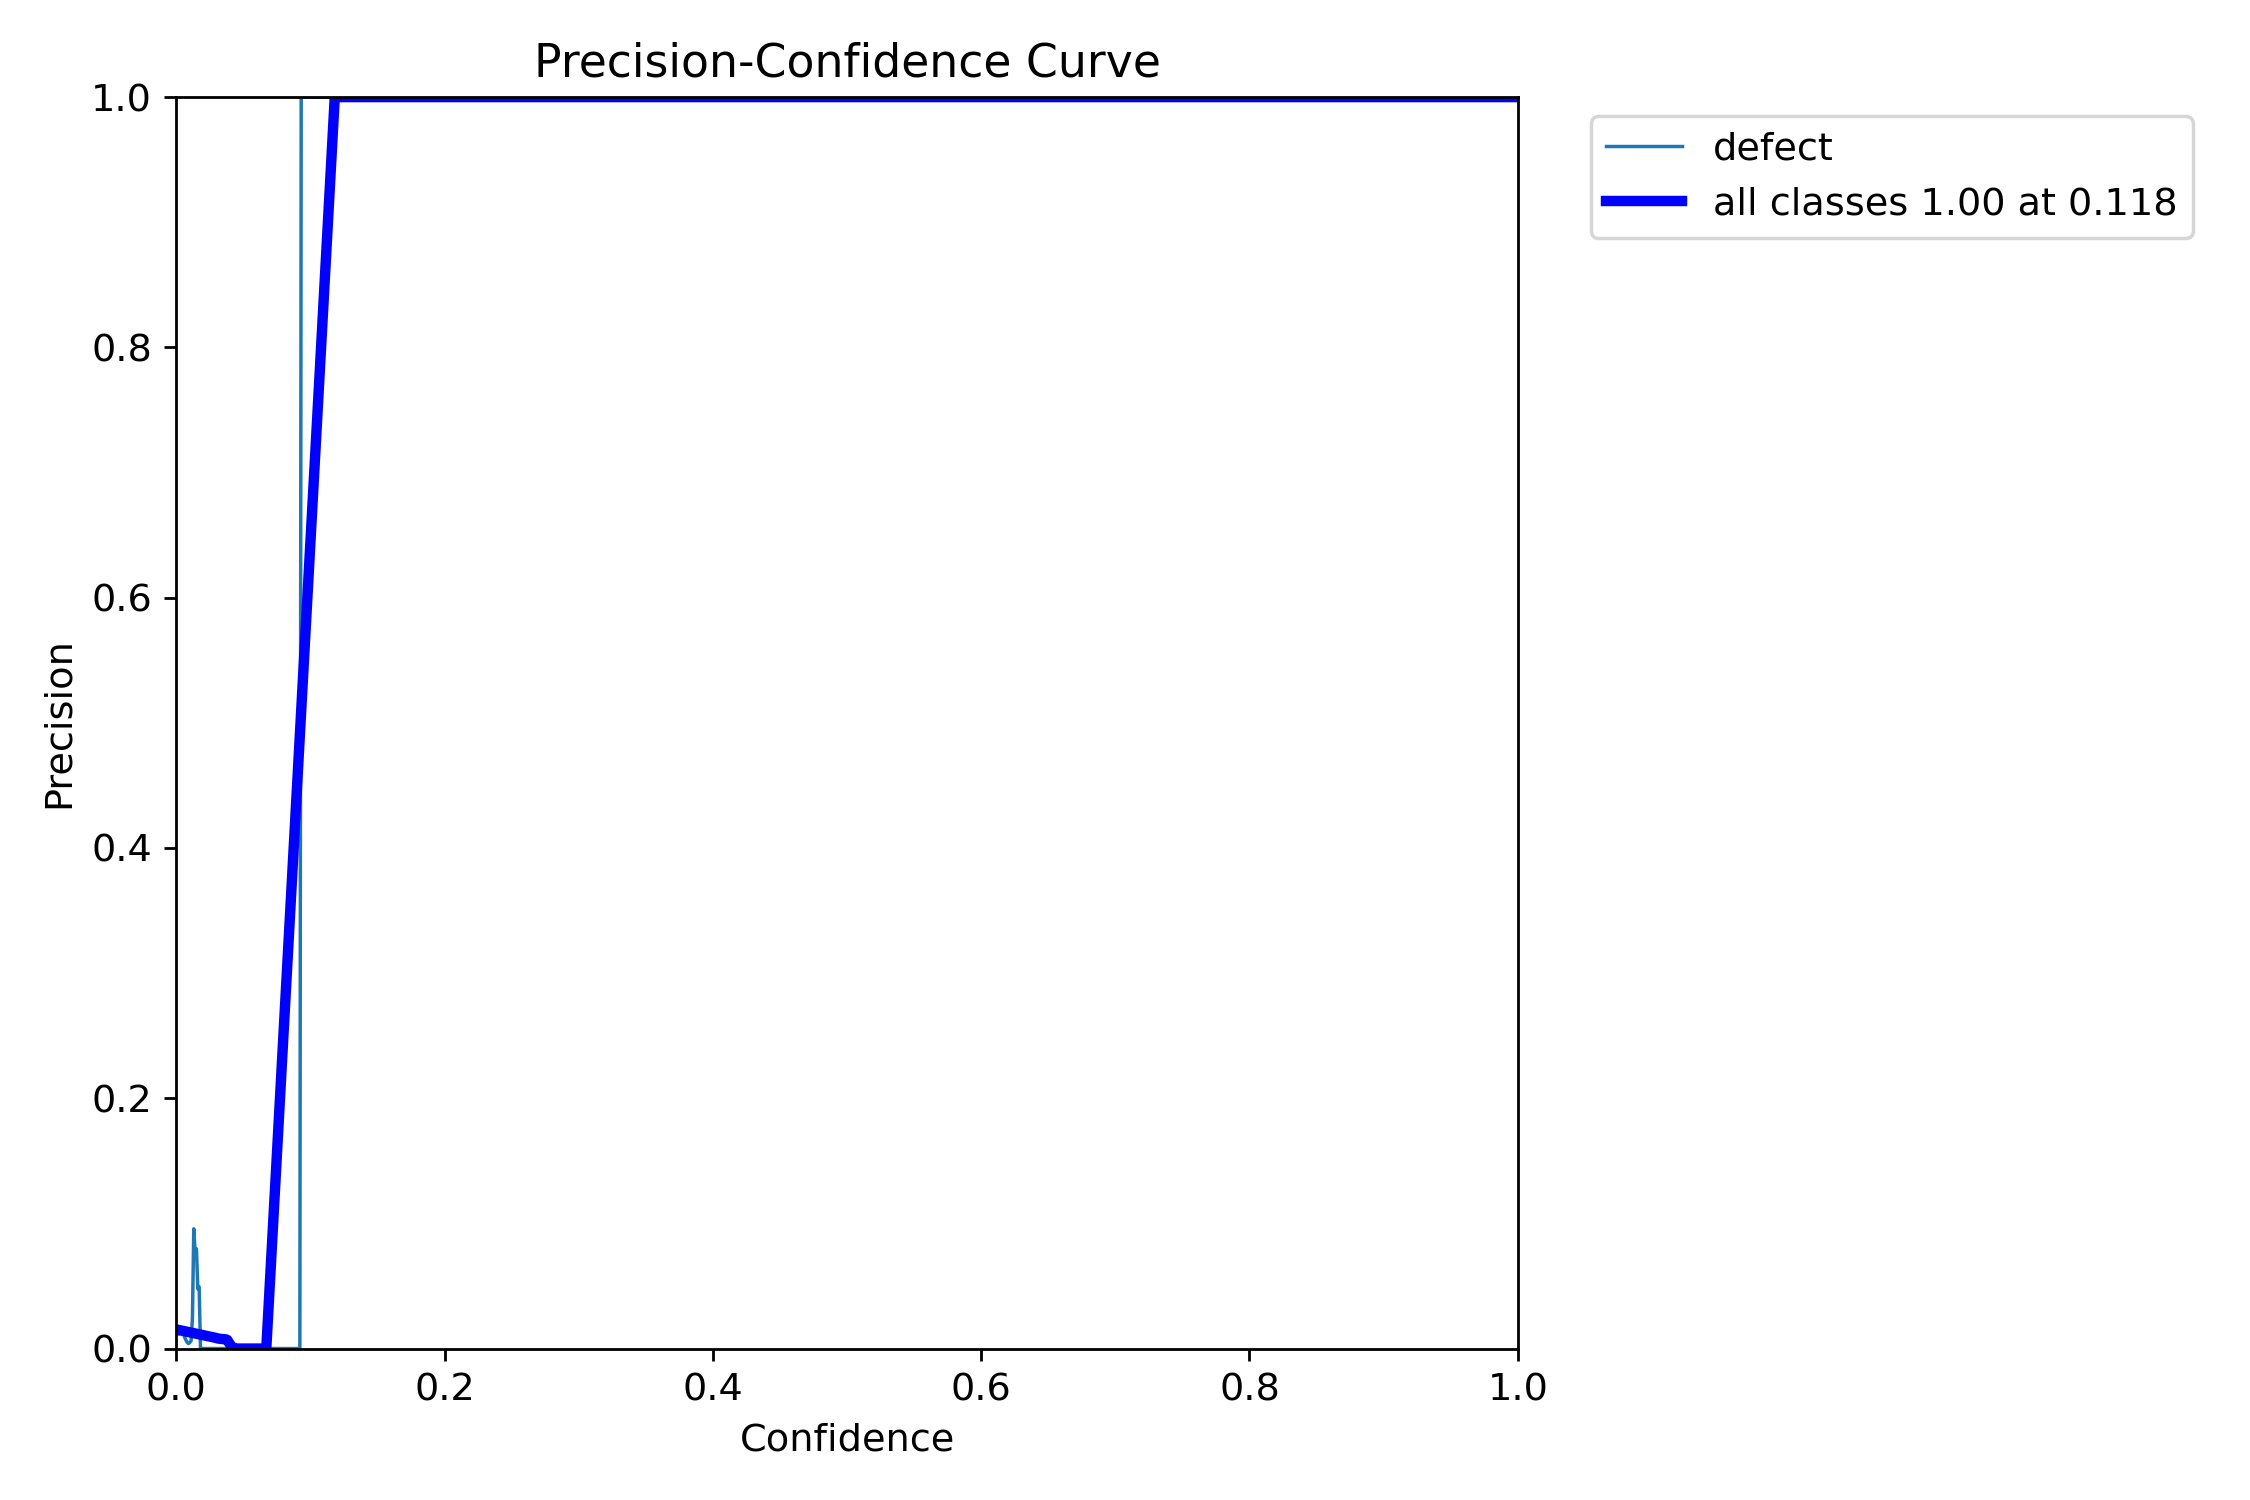 Precision-Confidence Curve
1.0
0.8
0.6
0.4
0.2
0.0
Precision
0.0 0.2 0.4 0.6 0.8 1.0
Confidence
defect
all classes 1.00 at 0.118